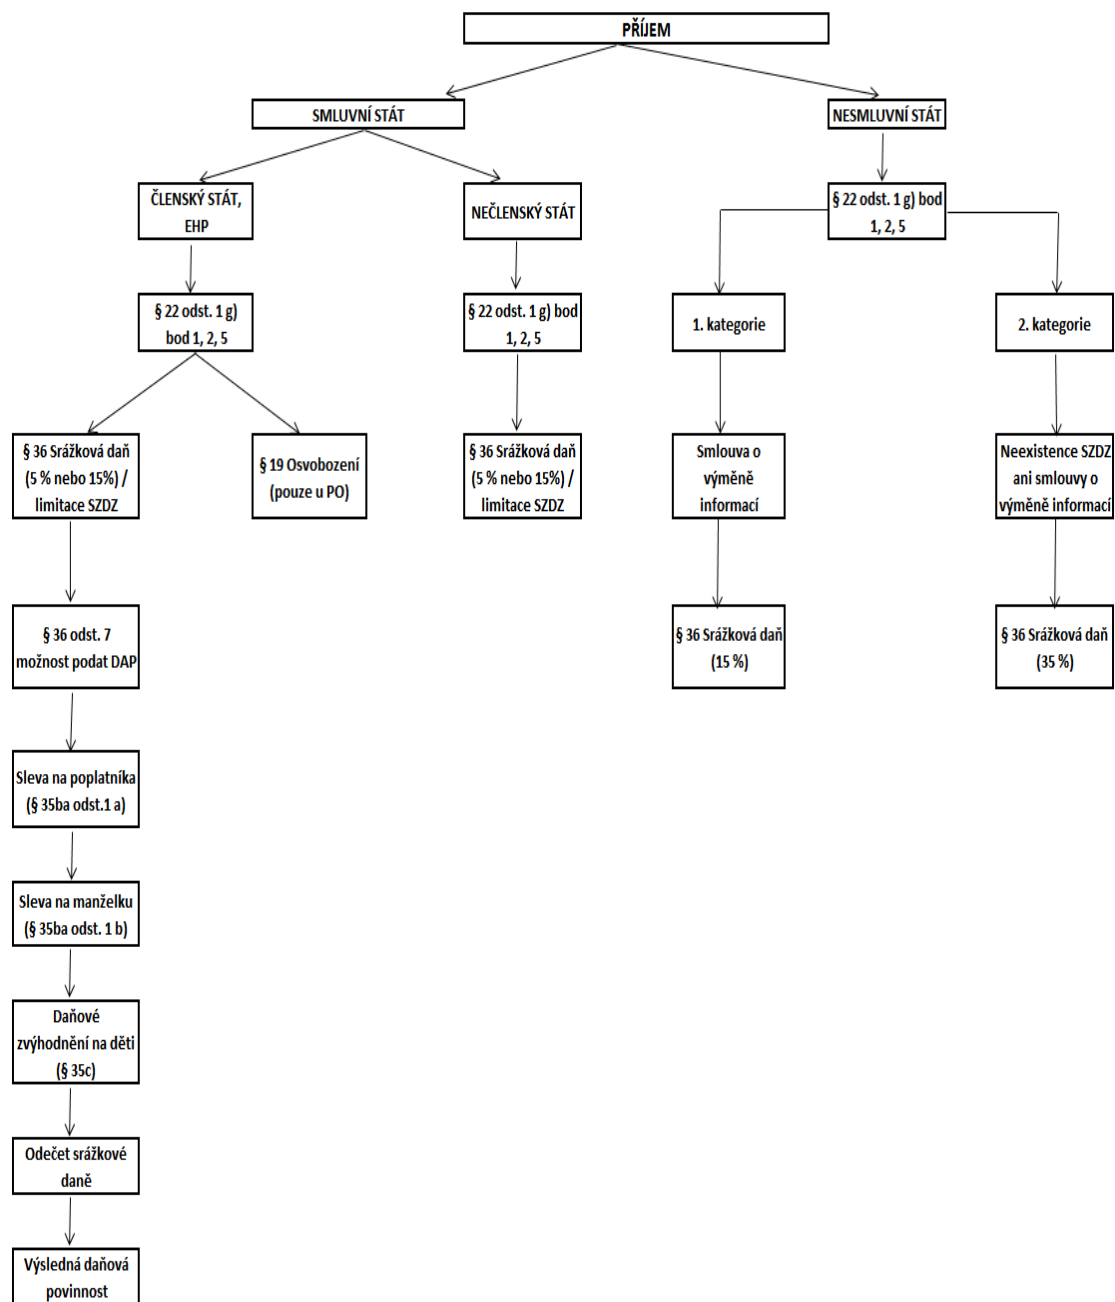 PŘÍJEM
SMLUVNÍ STÁT
NESMLUVNÍ STÁT
ČLENSKÝ STÁT,
EHP
NEČLENSKÝ STÁT
§ 22 odst. 1 g) bod
1, 2, 5
§ 22 odst. 1 g)
bod 1, 2, 5
§ 22 odst. 1 g) bod
1, 2, 5
1. kategorie
2. kategorie
§ 36 Srážková daň
(5 % nebo 15%) /
limitace SZDZ
§ 19 Osvobození
(pouze u PO)
§ 36 Srážková daň
(5 % nebo 15%) /
limitace SZDZ
Smlouva o
výměně
informací
Neexistence SZDZ
ani smlouvy o
výměně informací
§ 36 odst. 7
možnost podat DAP
§ 36 Srážková daň
(15 %)
§ 36 Srážková daň
(35 %)
Sleva na poplatníka
(§ 35ba odst.1 a)
Sleva na manželku
(§ 35ba odst. 1 b)
Daňové
zvýhodnění na děti
(§ 35c)
Odečet srážkové
daně
Výsledná daňová
povinnost